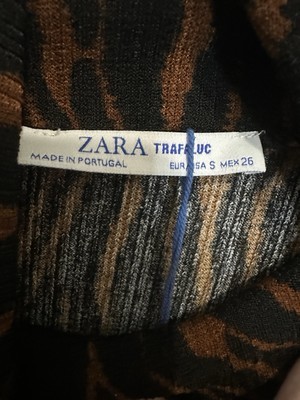 ZARA TRAFALUC
MADE IN PORTUGAL EUR S USA S MEX 26